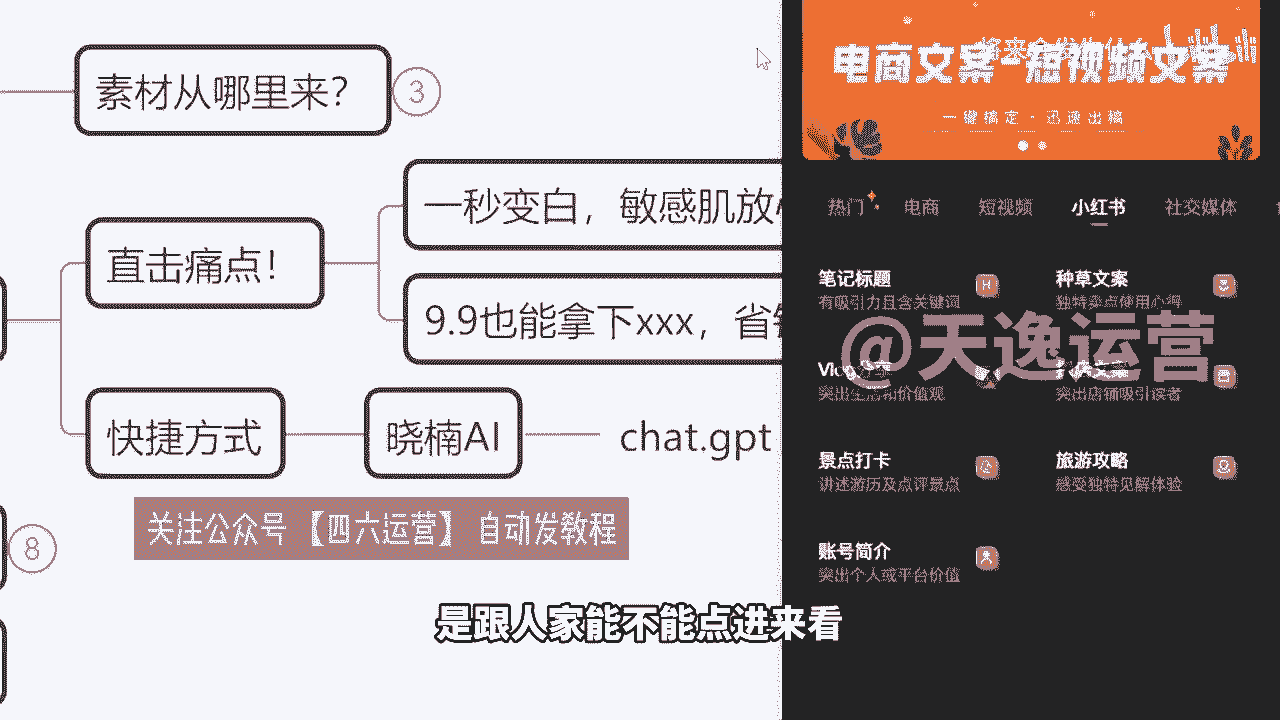 素材从哪里来？
3
一秒变白，敏感肌放
直击痛点！
9.9也能拿下xxx，省
快捷方式
晓楠AI
chat.gpt
关注公众号 【四六运营】 自动发教程
8
电商文案-短视频文案
一键搞定·迅速出稿
热门
电商
短视频
小红书
社交媒体
笔记标题
有吸引力且含关键词
种草文案
独特卖点使用心得
@天逸运营
Vlog
突出生活和价值观
文案
突出店铺吸引读者
景点打卡
讲述游历及点评景点
旅游攻略
感受独特见解体验
账号简介
突出个人或平台价值
是跟人家能不能点进来看